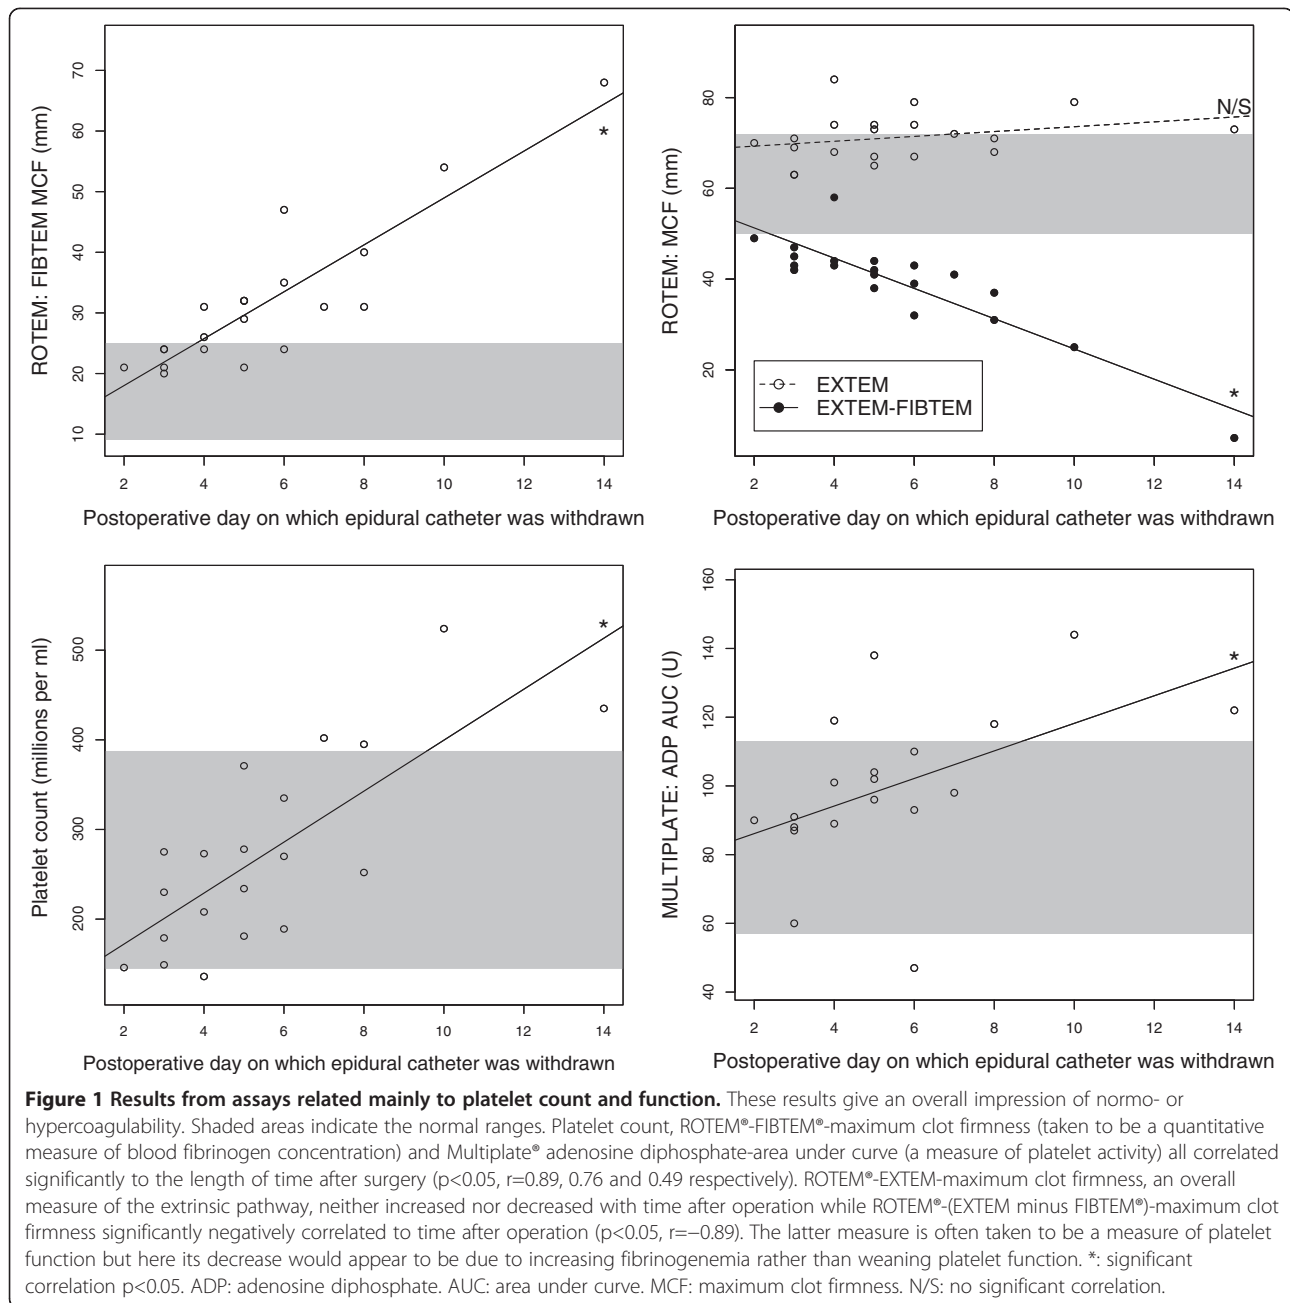 ROTEM: FIBTEM MCF (mm)
70
60
50
40
30
20
10
*
2 4 6 8 10 12 14
Postoperative day on which epidural catheter was withdrawn
ROTEM: MCF (mm)
80
60
40
20
N/S
EXTEM
EXTEM-FIBTEM
*
2 4 6 8 10 12 14
Postoperative day on which epidural catheter was withdrawn
Platelet count (millions per ml)
500
400
300
200
*
2 4 6 8 10 12 14
Postoperative day on which epidural catheter was withdrawn
MULTIPLATE: ADP AUC (U)
160
140
120
100
80
60
40
*
2 4 6 8 10 12 14
Postoperative day on which epidural catheter was withdrawn
Figure 1 Results from assays related mainly to platelet count and function. These results give an overall impression of normo- or
hypercoagulability. Shaded areas indicate the normal ranges. Platelet count, ROTEM®-FIBTEM®-maximum clot firmness (taken to be a quantitative
measure of blood fibrinogen concentration) and Multiplate® adenosine diphosphate-area under curve (a measure of platelet activity) all correlated
significantly to the length of time after surgery (p<0.05, r=0.89, 0.76 and 0.49 respectively). ROTEM®-EXTEM-maximum clot firmness, an overall
measure of the extrinsic pathway, neither increased nor decreased with time after operation while ROTEM®-(EXTEM minus FIBTEM®)-maximum clot
firmness significantly negatively correlated to time after operation (p<0.05, r=−0.89). The latter measure is often taken to be a measure of platelet
function but here its decrease would appear to be due to increasing fibrinogenemia rather than weaning platelet function. *: significant
correlation p<0.05. ADP: adenosine diphosphate. AUC: area under curve. MCF: maximum clot firmness. N/S: no significant correlation.